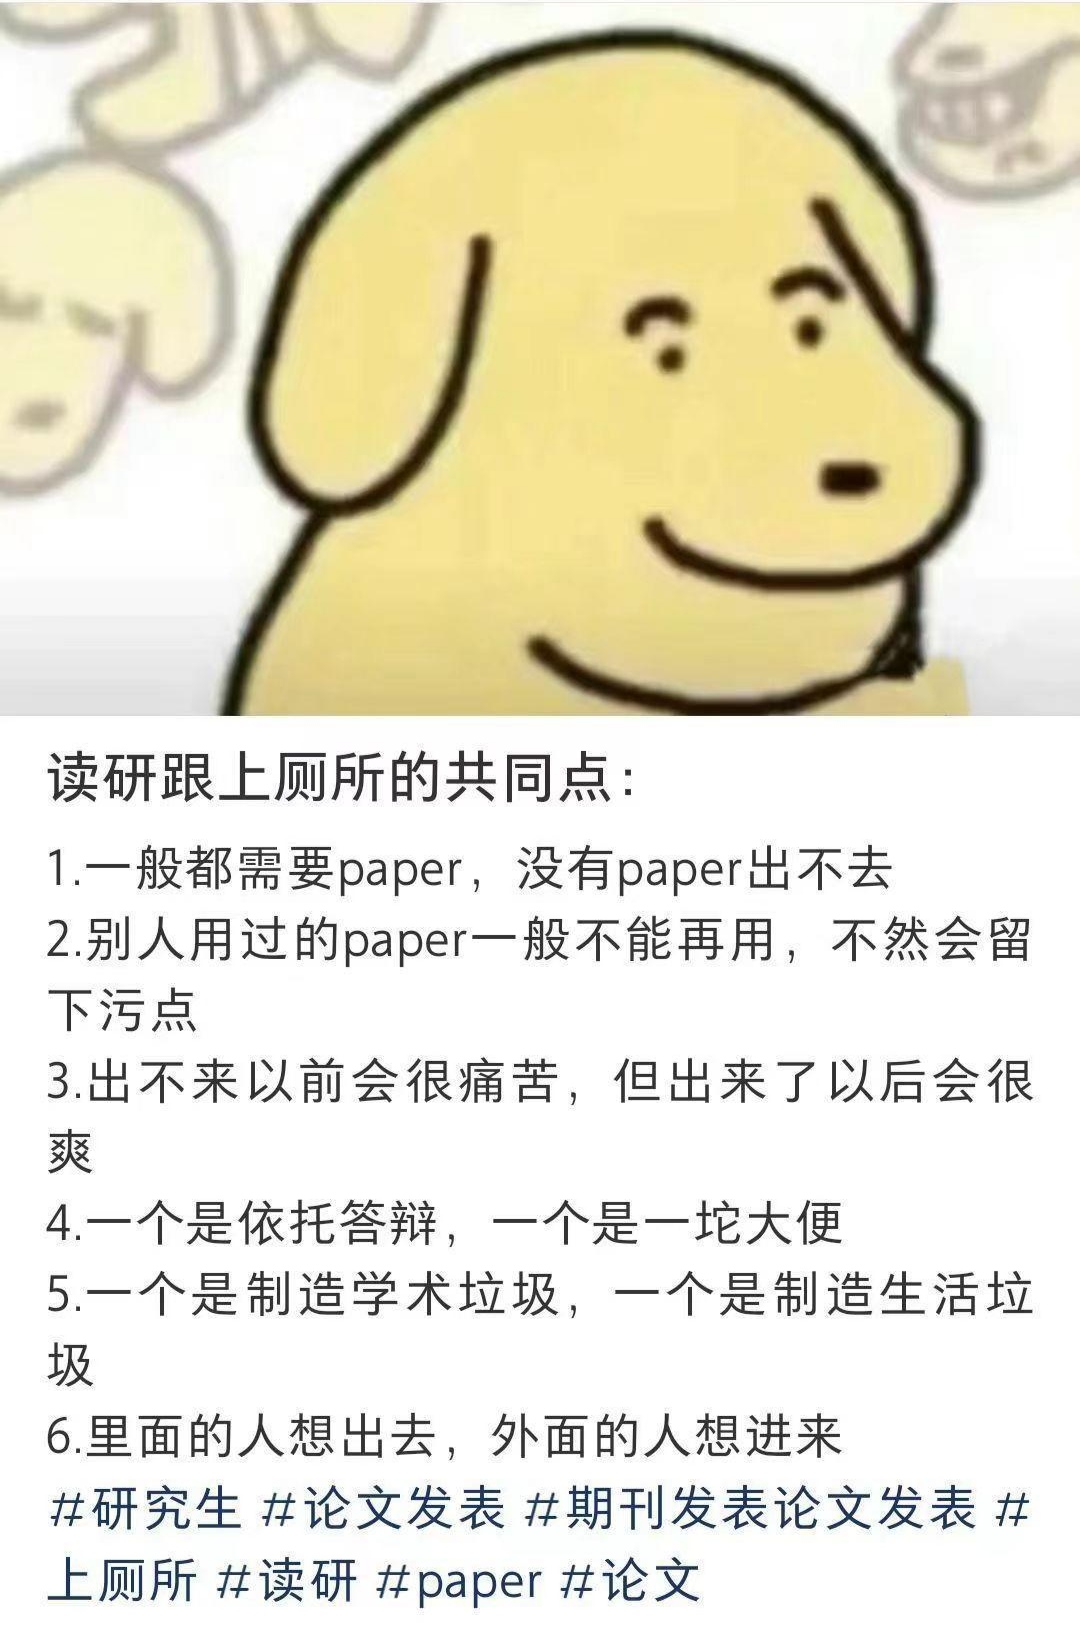 读研跟上厕所的共同点：
1.一般都需要paper，没有paper出不去
2.别人用过的paper一般不能再用，不然会留
下污点
3.出不来以前会很痛苦，但出来了以后会很
爽
4.一个是依托答辩，一个是一坨大便
5.一个是制造学术垃圾，一个是制造生活垃
圾
6.里面的人想出去，外面的人想进来
#研究生 #论文发表 #期刊发表论文发表 #
上厕所 #读研 #paper #论文